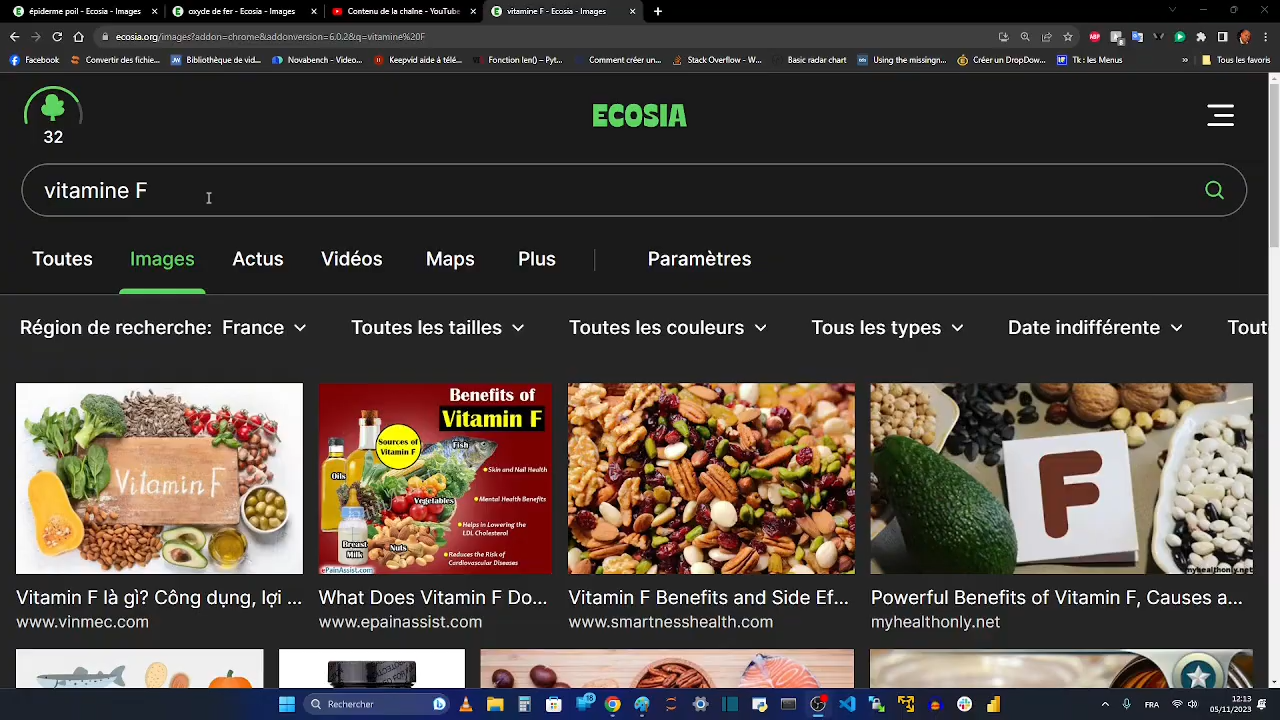 épiderme poil - Ecosia - Images
oxyde de fer - Ecosia - Images
Contenu de la chaîne - YouTube
vitamine F - Ecosia - Images
ecosia.org/images?addon=chrome&addonversion=6.0.2&q=vitamine%20F
Facebook
Convertir des fichie...
Bibliothèque de vid...
Novabench - Video...
Keepvid aide à télé...
Fonction len() – Pyt...
Comment créer un...
Stack Overflow - W...
Basic radar chart
Using the missingn...
Créer un DropDow...
Tk : les Menus
»
Tous les favoris
32
ECOSIA
vitamine F
Toutes
Images
Actus
Vidéos
Maps
Plus
Paramètres
Région de recherche: France
Toutes les tailles
Toutes les couleurs
Tous les types
Date indifférente
Tout
Vitamin F
Benefits of
Vitamin F
Sources of
Vitamin F
Fish
Oils
Skin and Nail Health
Vegetables
Mental Health Benefits
Helps in Lowering the
LDL Cholesterol
Breast
Milk
Nuts
Reduces the Risk of
Cardiovascular Diseases
ePainAssist.com
F
myhealthonly.net
Vitamin F là gì? Công dụng, lợi ...
www.vinmec.com
What Does Vitamin F Do...
www.epainassist.com
Vitamin F Benefits and Side Ef...
www.smartnesshealth.com
Powerful Benefits of Vitamin F, Causes a...
myhealthonly.net
Rechercher
18
FRA
12:13
05/11/2023